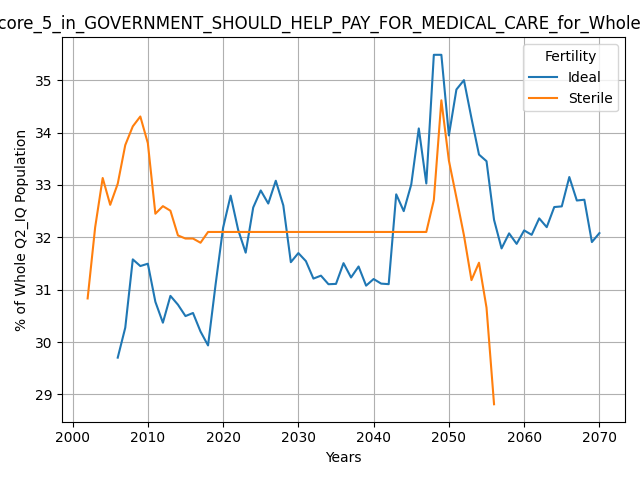 core_5_in_GOVERNMENT_SHOULD_HELP_PAY_FOR_MEDICAL_CARE_for_Whole
Fertility
Ideal
Sterile
% of Whole Q2_IQ Population
35
34
33
32
31
30
29
2000 2010 2020 2030 2040 2050 2060 2070
Years